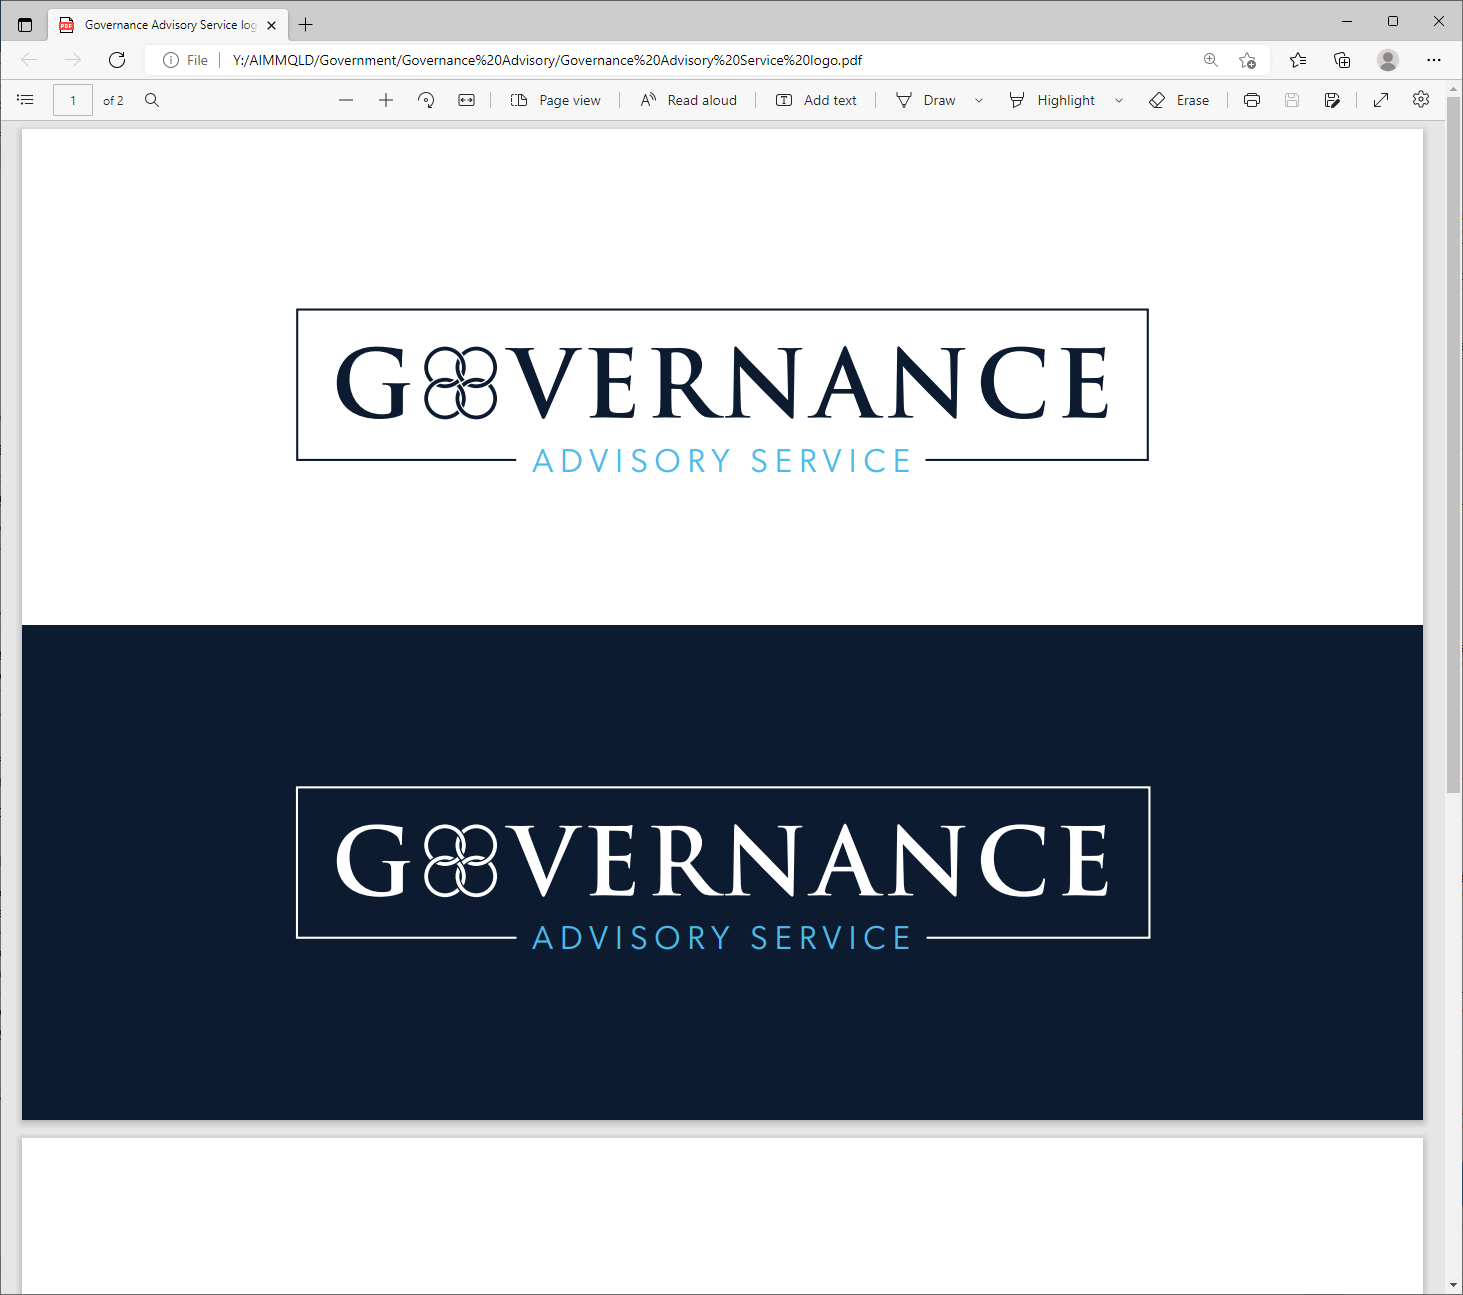 Governance Advisory Service log
File
Y:/AIMMQLD/Government/Governance%20Advisory/Governance%20Advisory%20Service%20logo.pdf
1 of 2 Page view Read aloud Add text Draw Highlight Erase
GOVERNANCE
ADVISORY SERVICE
GOVERNANCE
ADVISORY SERVICE